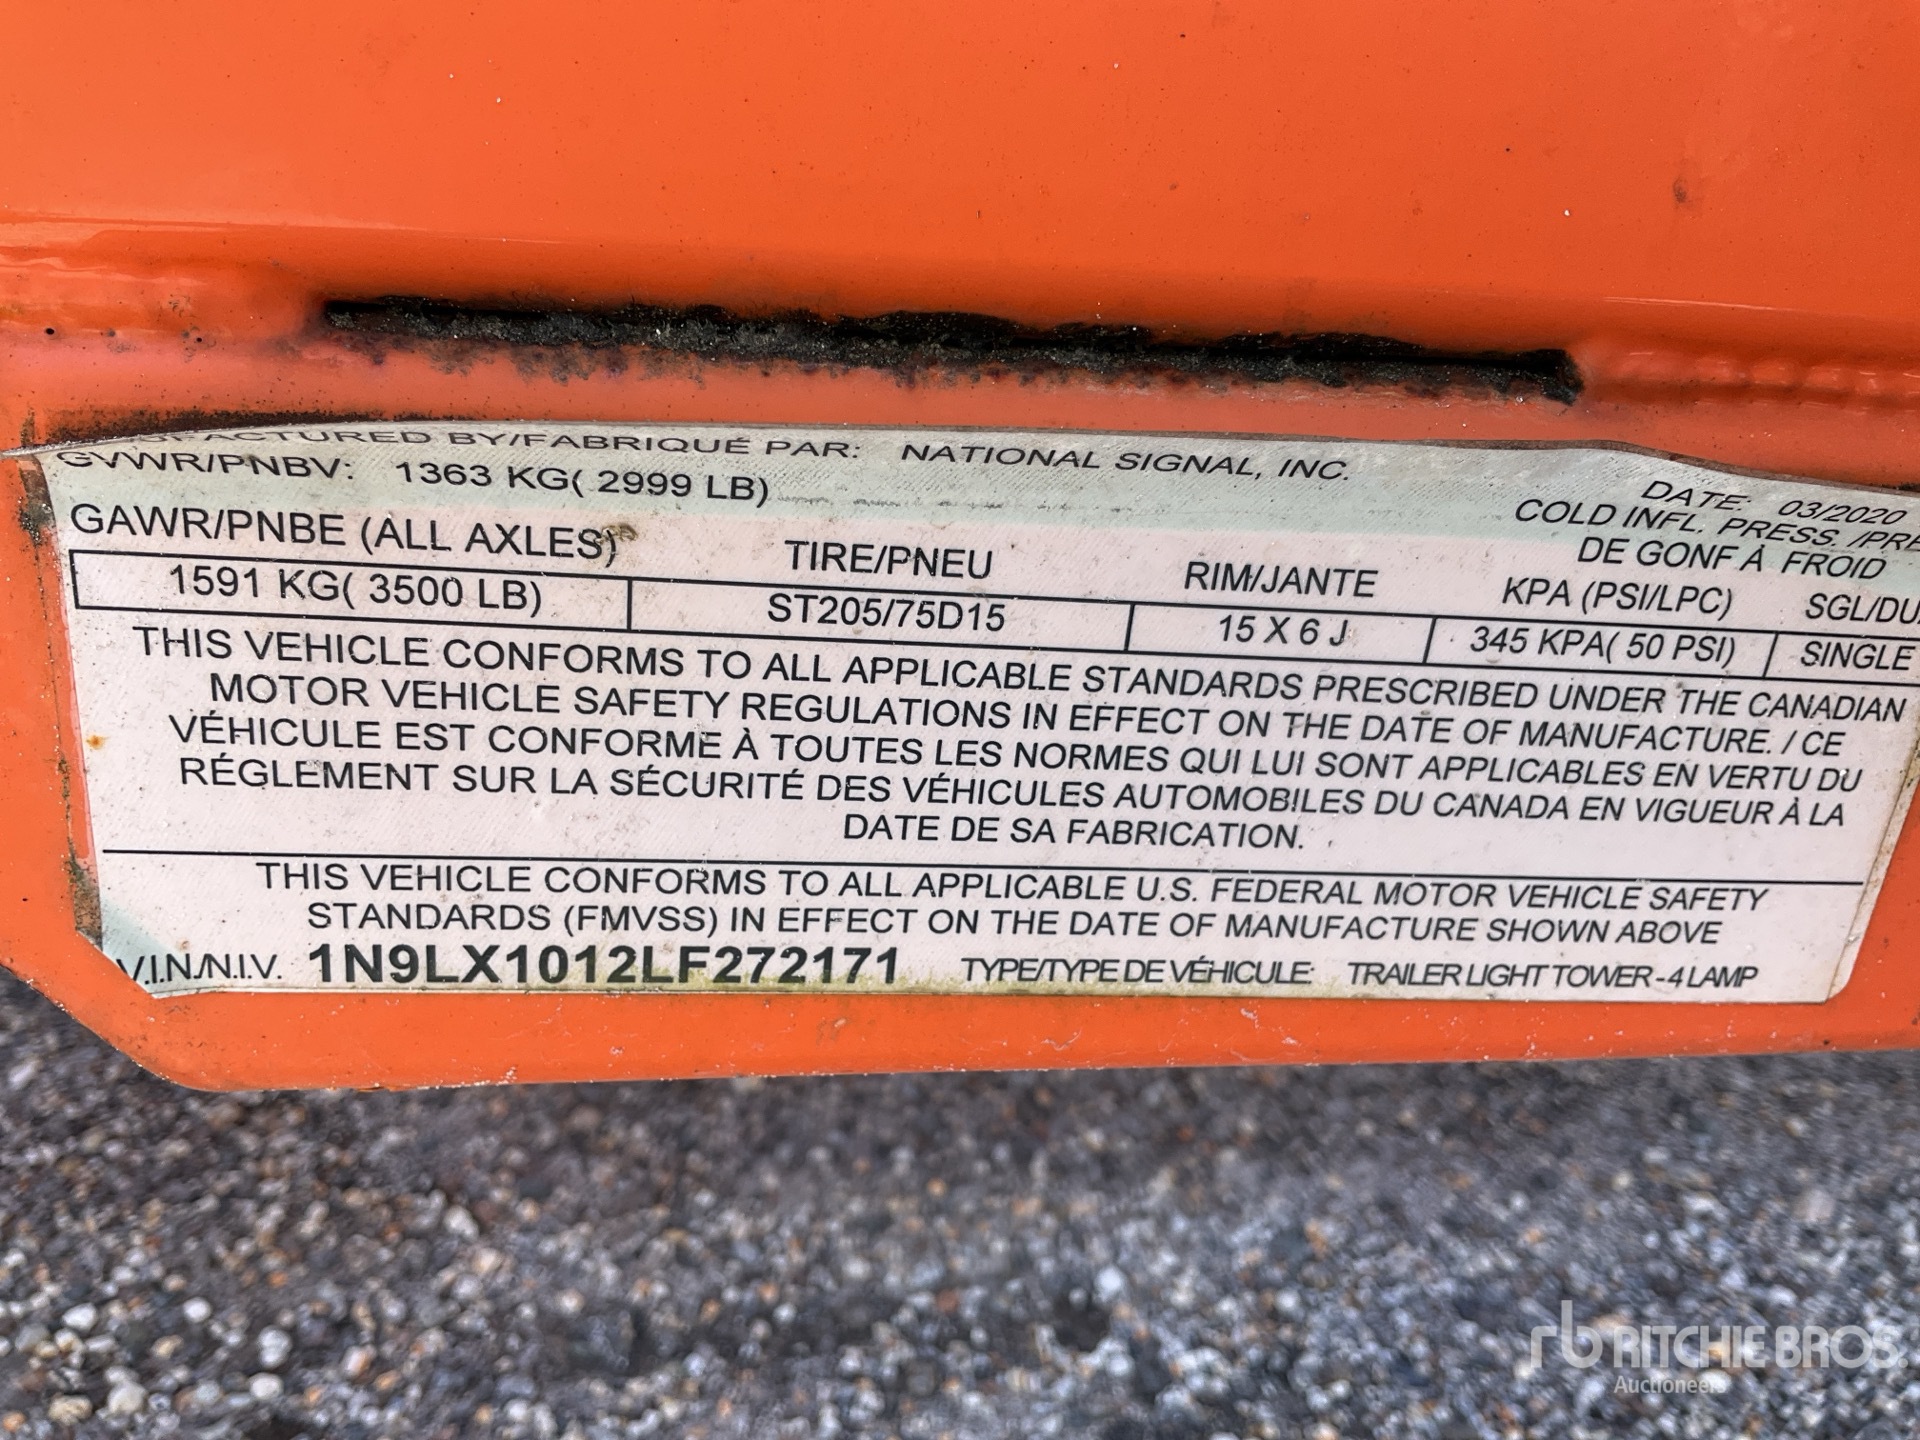 MANUFACTURED BY/FABRIQUÉ PAR: NATIONAL SIGNAL, INC. DATE: 03/2020
GVWR/PNBV: 1363 KG( 2999 LB)
COLD INFL. PRESS. /PRE
DE GONF À FROID
GAWR/PNBE (ALL AXLES) TIRE/PNEU RIM/JANTE KPA (PSI/LPC) SGL/DU
1591 KG( 3500 LB) ST205/75D15 15 X 6 J 345 KPA( 50 PSI) SINGLE
THIS VEHICLE CONFORMS TO ALL APPLICABLE STANDARDS PRESCRIBED UNDER THE CANADIAN
MOTOR VEHICLE SAFETY REGULATIONS IN EFFECT ON THE DATE OF MANUFACTURE. / CE
VÉHICULE EST CONFORME À TOUTES LES NORMES QUI LUI SONT APPLICABLES EN VERTU DU
RÉGLEMENT SUR LA SÉCURITÉ DES VÉHICULES AUTOMOBILES DU CANADA EN VIGUEUR À LA
DATE DE SA FABRICATION.
THIS VEHICLE CONFORMS TO ALL APPLICABLE U.S. FEDERAL MOTOR VEHICLE SAFETY
STANDARDS (FMVSS) IN EFFECT ON THE DATE OF MANUFACTURE SHOWN ABOVE
V.I.N./N.I.V. 1N9LX1012LF272171 TYPE/TYPE DE VÉHICULE: TRAILER LIGHT TOWER - 4 LAMP
rb RITCHIE BROS.
Auctioneers